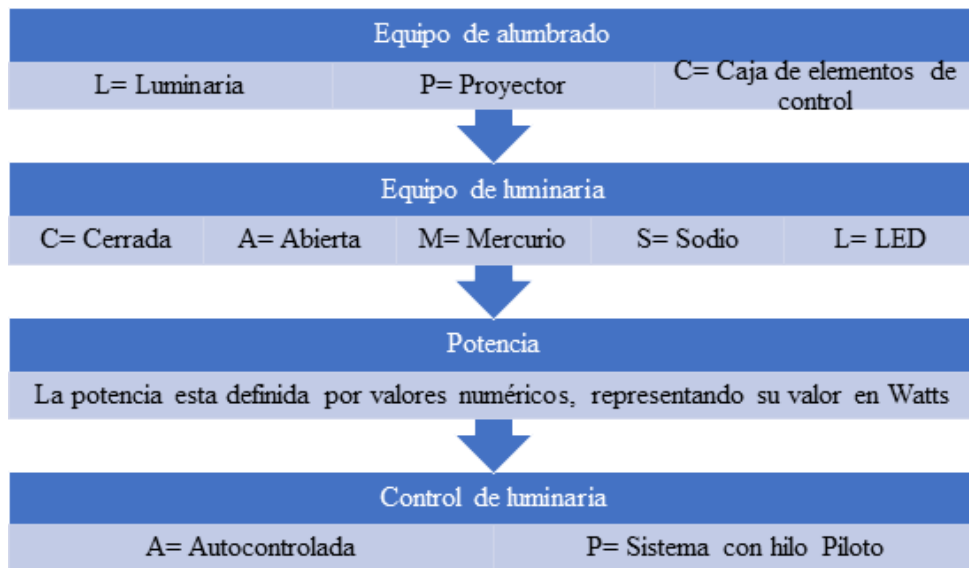 Equipo de alumbrado
L= Luminaria
P= Proyector
C= Caja de elementos de
control
Equipo de luminaria
C= Cerrada
A= Abierta
M= Mercurio
S= Sodio
L= LED
Potencia
La potencia esta definida por valores numéricos, representando su valor en Watts
Control de luminaria
A= Autocontrolada
P= Sistema con hilo Piloto